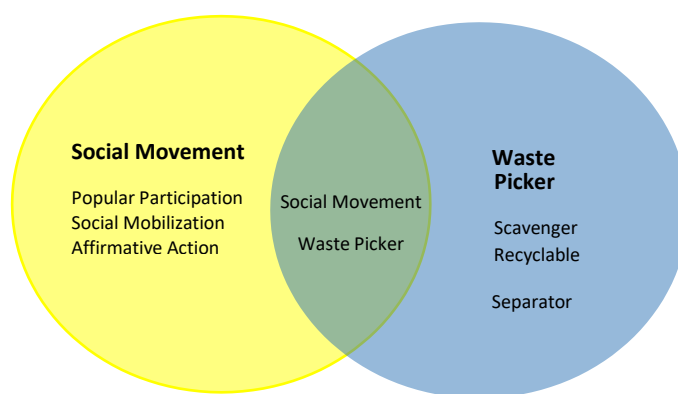 Social Movement
Popular Participation
Social Mobilization
Affirmative Action
Social Movement
Waste Picker
Waste
Picker
Scavenger
Recyclable
Separator